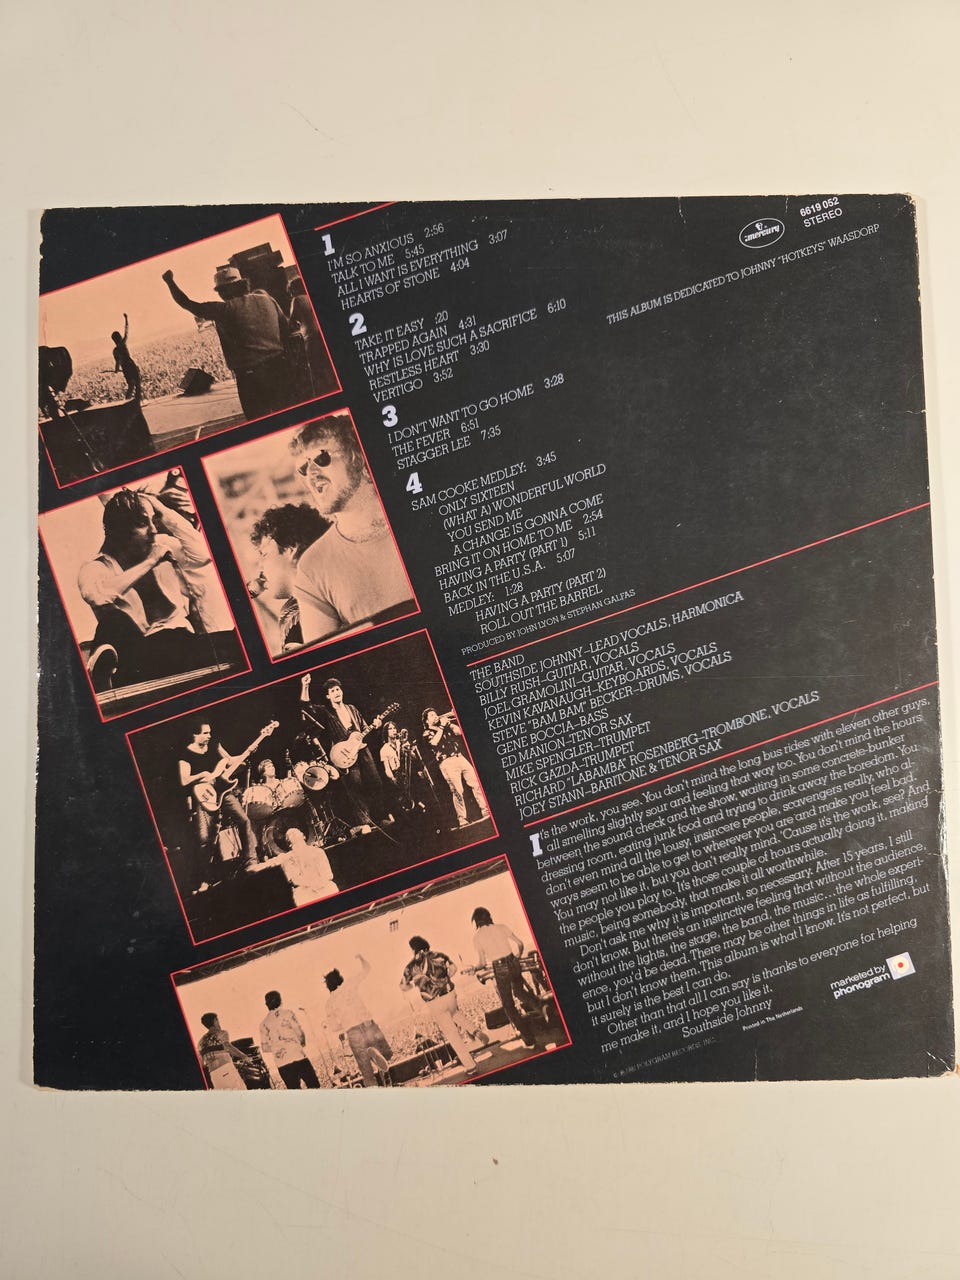 1
I'M SO ANXIOUS 2:56
TALK TO ME 5:45
ALL I WANT IS EVERYTHING 3:07
HEARTS OF STONE 4:04
2
TAKE IT EASY :20
TRAPPED AGAIN 4:31
WHY IS LOVE SUCH A SACRIFICE 6:10
RESTLESS HEART 3:30
VERTIGO 3:52
3
I DON'T WANT TO GO HOME 3:28
THE FEVER 6:51
STAGGER LEE 7:35
4
SAM COOKE MEDLEY: 3:45
ONLY SIXTEEN
(WHAT A) WONDERFUL WORLD
YOU SEND ME
A CHANGE IS GONNA COME
BRING IT ON HOME TO ME 2:54
HAVING A PARTY (PART 1) 5:11
BACK IN THE U.S.A. 5:07
MEDLEY: 1:28
HAVING A PARTY (PART 2)
ROLL OUT THE BARREL
PRODUCED BY JOHN LYON & STEPHAN GALFAS
mercury
6619 052
STEREO
THIS ALBUM IS DEDICATED TO JOHNNY "HOTKEYS" WAASDORP
THE BAND
SOUTHSIDE JOHNNY–LEAD VOCALS, HARMONICA
BILLY RUSH–GUITAR, VOCALS
JOEL GRAMOLINI–GUITAR, VOCALS
KEVIN KAVANAUGH–KEYBOARDS, VOCALS
STEVE "BAM BAM" BECKER–DRUMS, VOCALS
GENE BOCCIA–BASS
ED MANION–TENOR SAX
MIKE SPENGLER–TRUMPET
RICK GAZDA–TRUMPET
RICHARD "LABAMBA" ROSENBERG–TROMBONE, VOCALS
JOEY STANN–BARITONE & TENOR SAX
It's the work, you see. You don't mind the long bus rides with eleven other guys,
all smelling slightly sour and feeling that way too. You don't mind the hours
between the sound check and the show, waiting in some concrete-bunker
dressing room, eating junk food and trying to drink away the boredom. You
don't even mind all the lousy, insincere people, scavengers really, who al-
ways seem to be able to get to wherever you are and make you feel bad.
You may not like it, but you don't really mind. 'Cause it's the work, see? And
the people you play to. It's those couple of hours actually doing it, making
music, being somebody, that make it all worthwhile.
Don't ask me why it's important, so necessary. After 15 years, I still
don't know. But there's an instinctive feeling that without the audience,
without the lights, the stage, the band, the music...the whole experi-
ence, you'd be dead. There may be other things in life as fulfilling,
but I don't know them. This album is what I know. It's not perfect, but
it surely is the best I can do.
Other than that all I can say is thanks to everyone for helping
me make it, and I hope you like it.
Southside Johnny
marketed by
phonogram
Printed in The Netherlands
POLYGRAM RECORDS, INC.